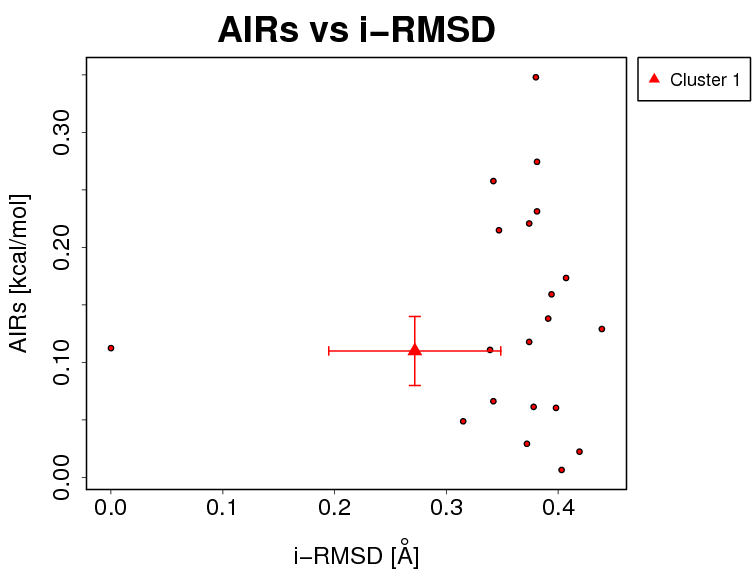 AIRs vs i−RMSD
Cluster 1
AIRs [kcal/mol]
0.30
0.20
0.10
0.00
0.0 0.1 0.2 0.3 0.4
i−RMSD [Å]